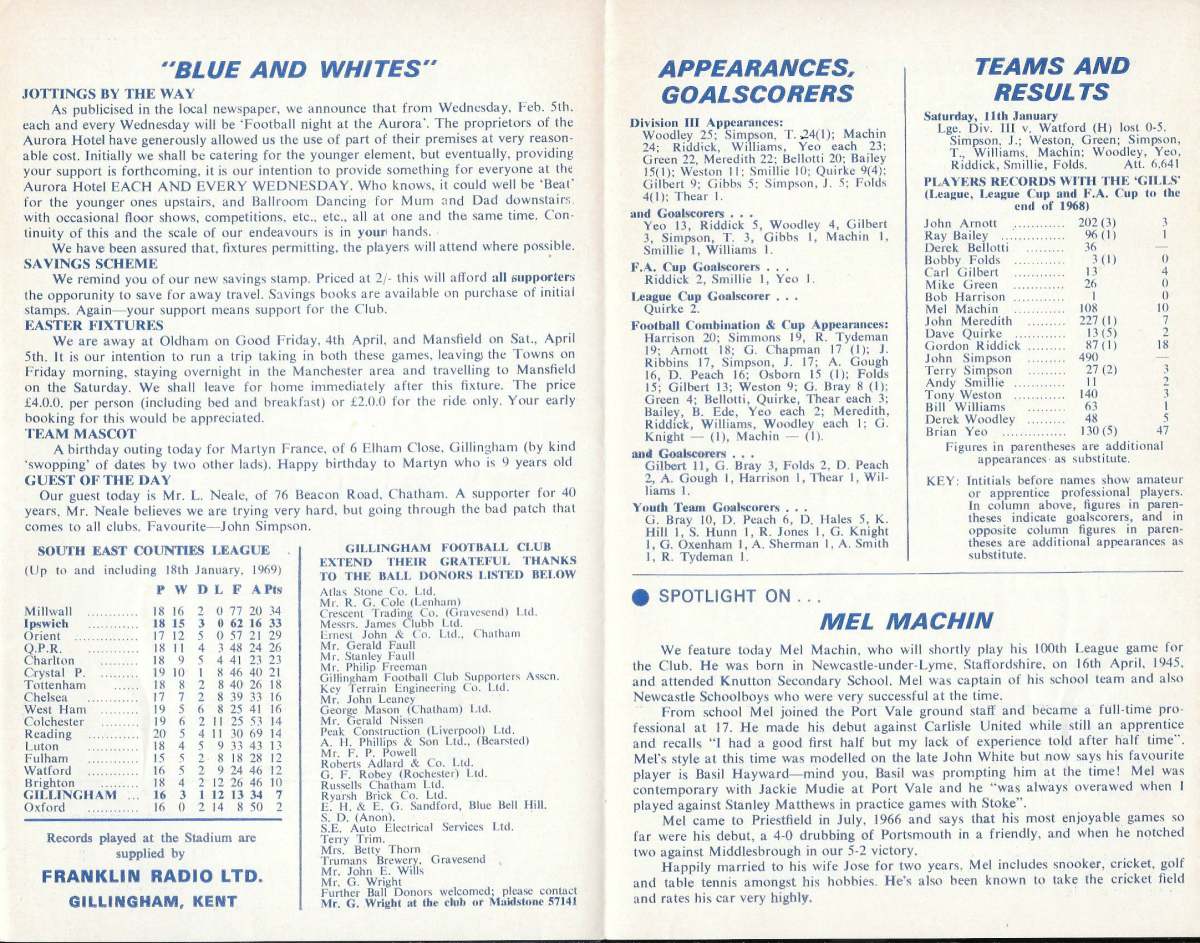 "BLUE AND WHITES"
JOTTINGS BY THE WAY
As publicised in the local newspaper, we announce that from Wednesday, Feb. 5th,
each and every Wednesday will be 'Football night at the Aurora'. The proprietors of the
Aurora Hotel have generously allowed us the use of part of their premises at very reason-
able cost. Initially we shall be catering for the younger element, but eventually, providing
your support is forthcoming, it is our intention to provide something for everyone at the
Aurora Hotel EACH AND EVERY WEDNESDAY. Who knows, it could well be 'Beat'
for the younger ones upstairs, and Ballroom Dancing for Mum and Dad downstairs,
with occasional floor shows, competitions, etc., etc., all at one and the same time. Con-
tinuity of this and the scale of our endeavours is in your hands.
We have been assured that, fixtures permitting, the players will attend where possible.
SAVINGS SCHEME
We remind you of our new savings stamp. Priced at 2/- this will afford all supporters
the opporunity to save for away travel. Savings books are available on purchase of initial
stamps. Again—your support means support for the Club.
EASTER FIXTURES
We are away at Oldham on Good Friday, 4th April, and Mansfield on Sat., April
5th. It is our intention to run a trip taking in both these games, leaving the Towns on
Friday morning, staying overnight in the Manchester area and travelling to Mansfield
on the Saturday. We shall leave for home immediately after this fixture. The price
£4.0.0. per person (including bed and breakfast) or £2.0.0 for the ride only. Your early
booking for this would be appreciated.
TEAM MASCOT
A birthday outing today for Martyn France, of 6 Elham Close, Gillingham (by kind
'swopping' of dates by two other lads). Happy birthday to Martyn who is 9 years old
GUEST OF THE DAY
Our guest today is Mr. L. Neale, of 76 Beacon Road, Chatham. A supporter for 40
years, Mr. Neale believes we are trying very hard, but going through the bad patch that
comes to all clubs. Favourite—John Simpson.
SOUTH EAST COUNTIES LEAGUE
(Up to and including 18th January, 1969)
P W D L F A Pts
Millwall ............ 18 16 2 0 77 20 34
Ipswich ............ 18 15 3 0 62 16 33
Orient ............... 17 12 5 0 57 21 29
Q.P.R. ............ 18 11 4 3 48 24 26
Charlton ......... 18 9 5 4 41 23 23
Crystal P. ......... 19 10 1 8 46 40 21
Tottenham ...... 18 8 2 8 40 26 18
Chelsea ............ 17 7 2 8 39 33 16
West Ham ......... 19 5 6 8 25 41 16
Colchester ......... 19 6 2 11 25 53 14
Reading ............ 20 5 4 11 30 69 14
Luton ............... 18 4 5 9 33 43 13
Fulham ............ 15 5 2 8 18 28 12
Watford ............ 16 5 2 9 24 46 12
Brighton ......... 18 4 2 12 26 46 10
GILLINGHAM ... 16 3 1 12 13 34 7
Oxford ............ 16 0 2 14 8 50 2
Records played at the Stadium are
supplied by
FRANKLIN RADIO LTD.
GILLINGHAM, KENT
GILLINGHAM FOOTBALL CLUB
EXTEND THEIR GRATEFUL THANKS
TO THE BALL DONORS LISTED BELOW
Atlas Stone Co. Ltd.
Mr. R. G. Cole (Lenham)
Crescent Trading Co. (Gravesend) Ltd.
Messrs. James Clubb Ltd.
Ernest John & Co. Ltd., Chatham
Mr. Gerald Faull
Mr. Stanley Faull
Mr. Philip Freeman
Gillingham Football Club Supporters Asscn.
Key Terrain Engineering Co. Ltd.
Mr. John Leaney
George Mason (Chatham) Ltd.
Mr. Gerald Nissen
Peak Construction (Liverpool) Ltd.
A. H. Phillips & Son Ltd., (Bearsted)
Mr. F. P. Powell
Roberts Adlard & Co. Ltd.
G. F. Robey (Rochester) Ltd.
Russells Chatham Ltd.
Ryarsh Brick Co. Ltd.
E. H. & E. G. Sandford, Blue Bell Hill.
S. D. (Anon).
S.E. Auto Electrical Services Ltd.
Terry Trim.
Mrs. Betty Thorn
Trumans Brewery, Gravesend
Mr. John E. Wills
Mr. G. Wright
Further Ball Donors welcomed; please contact
Mr. G. Wright at the club or Maidstone 57141
APPEARANCES,
GOALSCORERS
Division III Appearances:
Woodley 25; Simpson, T. 24(1); Machin
24; Riddick, Williams, Yeo each 23;
Green 22, Meredith 22; Bellotti 20; Bailey
15(1); Weston 11; Smillie 10; Quirke 9(4);
Gilbert 9; Gibbs 5; Simpson, J. 5; Folds
4(1); Thear 1.
and Goalscorers . . .
Yeo 13, Riddick 5, Woodley 4, Gilbert
3, Simpson, T. 3, Gibbs 1, Machin 1,
Smillie 1, Williams 1.
F.A. Cup Goalscorers . . .
Riddick 2, Smillie 1, Yeo 1.
League Cup Goalscorer . . .
Quirke 2.
Football Combination & Cup Appearances:
Harrison 20; Simmons 19, R. Tydeman
19; Arnott 18; G. Chapman 17 (1); J.
Ribbins 17, Simpson, J. 17; A. Gough
16, D. Peach 16; Osborn 15 (1); Folds
15; Gilbert 13; Weston 9; G. Bray 8 (1);
Green 4; Bellotti, Quirke, Thear each 3;
Bailey, B. Ede, Yeo each 2; Meredith,
Riddick, Williams, Woodley each 1; G.
Knight — (1), Machin — (1).
and Goalscorers . . .
Gilbert 11, G. Bray 3, Folds 2, D. Peach
2, A. Gough 1, Harrison 1, Thear 1, Wil-
liams 1.
Youth Team Goalscorers . . .
G. Bray 10, D. Peach 6, D. Hales 5, K.
Hill 1, S. Hunn 1, R. Jones 1, G. Knight
1, G. Oxenham 1, A. Sherman 1, A. Smith
1, R. Tydeman 1.
TEAMS AND
RESULTS
Saturday, 11th January
Lge. Div. III v. Watford (H) lost 0-5.
Simpson, J.; Weston, Green; Simpson,
T., Williams, Machin; Woodley, Yeo,
Riddick, Smillie, Folds. Att. 6,641
PLAYERS RECORDS WITH THE 'GILLS'
(League, League Cup and F.A. Cup to the
end of 1968)
John Arnott ............ 202 (3) 3
Ray Bailey ............... 96 (1) 1
Derek Bellotti ......... 36 —
Bobby Folds ............ 3 (1) 0
Carl Gilbert ............ 13 4
Mike Green ............ 26 0
Bob Harrison ......... 1 0
Mel Machin ............ 108 10
John Meredith ......... 227 (1) 7
Dave Quirke ............ 13 (5) 2
Gordon Riddick ......... 87 (1) 18
John Simpson ......... 490 —
Terry Simpson ......... 27 (2) 3
Andy Smillie ............ 11 2
Tony Weston ............ 140 3
Bill Williams ............ 63 1
Derek Woodley ......... 48 5
Brian Yeo ............... 130 (5) 47
Figures in parentheses are additional
appearances as substitute.
KEY: Intitials before names show amateur
or apprentice professional players.
In column above, figures in paren-
theses indicate goalscorers, and in
opposite column figures in paren-
theses are additional appearances as
substitute.
SPOTLIGHT ON . . .
MEL MACHIN
We feature today Mel Machin, who will shortly play his 100th League game for
the Club. He was born in Newcastle-under-Lyme, Staffordshire, on 16th April, 1945,
and attended Knutton Secondary School. Mel was captain of his school team and also
Newcastle Schoolboys who were very successful at the time.
From school Mel joined the Port Vale ground staff and became a full-time pro-
fessional at 17. He made his debut against Carlisle United while still an apprentice
and recalls "I had a good first half but my lack of experience told after half time".
Mel's style at this time was modelled on the late John White but now says his favourite
player is Basil Hayward—mind you, Basil was prompting him at the time! Mel was
contemporary with Jackie Mudie at Port Vale and he "was always overawed when I
played against Stanley Matthews in practice games with Stoke".
Mel came to Priestfield in July, 1966 and says that his most enjoyable games so
far were his debut, a 4-0 drubbing of Portsmouth in a friendly, and when he notched
two against Middlesbrough in our 5-2 victory.
Happily married to his wife Jose for two years, Mel includes snooker, cricket, golf
and table tennis amongst his hobbies. He's also been known to take the cricket field
and rates his car very highly.